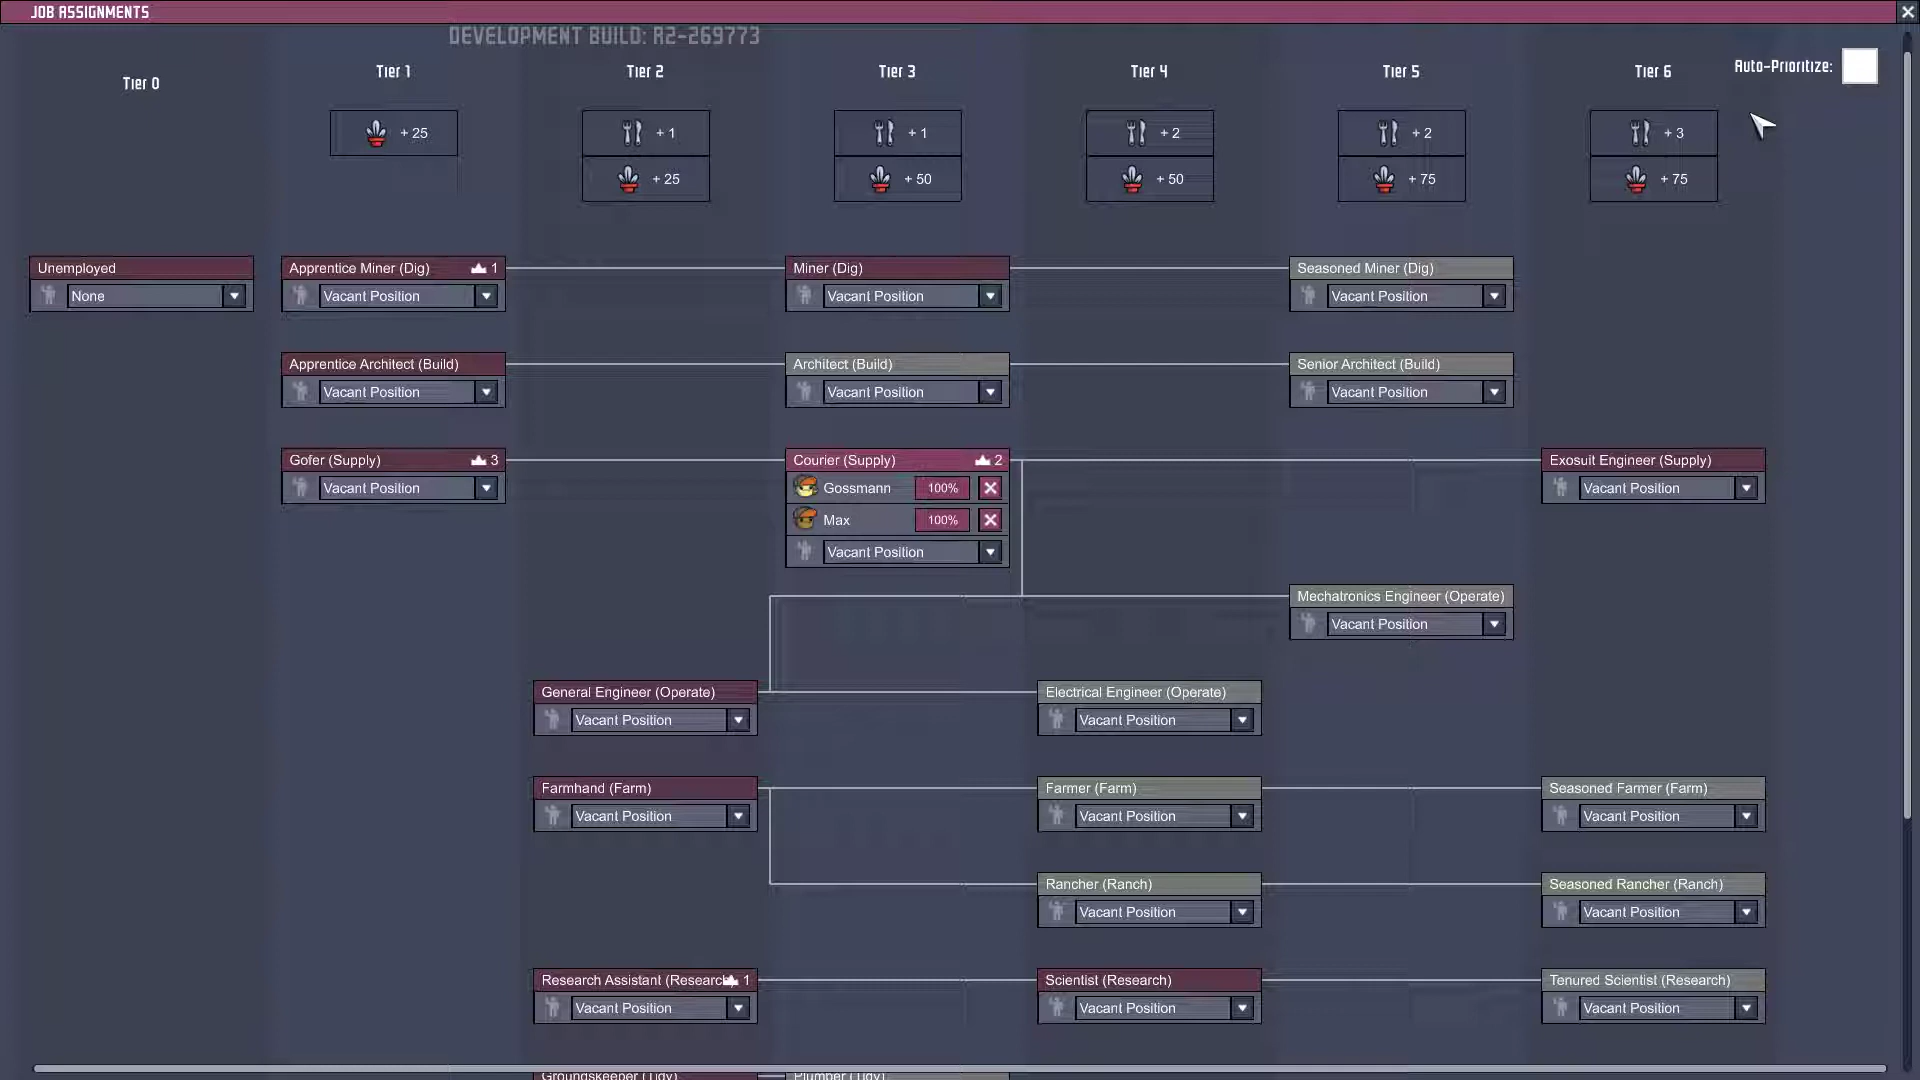 JOB ASSIGNMENTS
DEVELOPMENT BUILD: R2-269773
Tier 0
Tier 1
Tier 2
Tier 3
Tier 4
Tier 5
Tier 6
Auto-Prioritize:
+ 25
+ 1
+ 1
+ 2
+ 2
+ 3
+ 25
+ 50
+ 50
+ 75
+ 75
Unemployed
None
Apprentice Miner (Dig) 1
Vacant Position
Miner (Dig)
Vacant Position
Seasoned Miner (Dig)
Vacant Position
Apprentice Architect (Build)
Vacant Position
Architect (Build)
Vacant Position
Senior Architect (Build)
Vacant Position
Gofer (Supply) 3
Vacant Position
Courier (Supply) 2
Gossmann 100%
Max 100%
Vacant Position
Exosuit Engineer (Supply)
Vacant Position
Mechatronics Engineer (Operate)
Vacant Position
General Engineer (Operate)
Vacant Position
Electrical Engineer (Operate)
Vacant Position
Farmhand (Farm)
Vacant Position
Farmer (Farm)
Vacant Position
Seasoned Farmer (Farm)
Vacant Position
Rancher (Ranch)
Vacant Position
Seasoned Rancher (Ranch)
Vacant Position
Research Assistant (Research 1
Vacant Position
Scientist (Research)
Vacant Position
Tenured Scientist (Research)
Vacant Position
Groundskeeper (Tidy)
Plumber (Tidy)